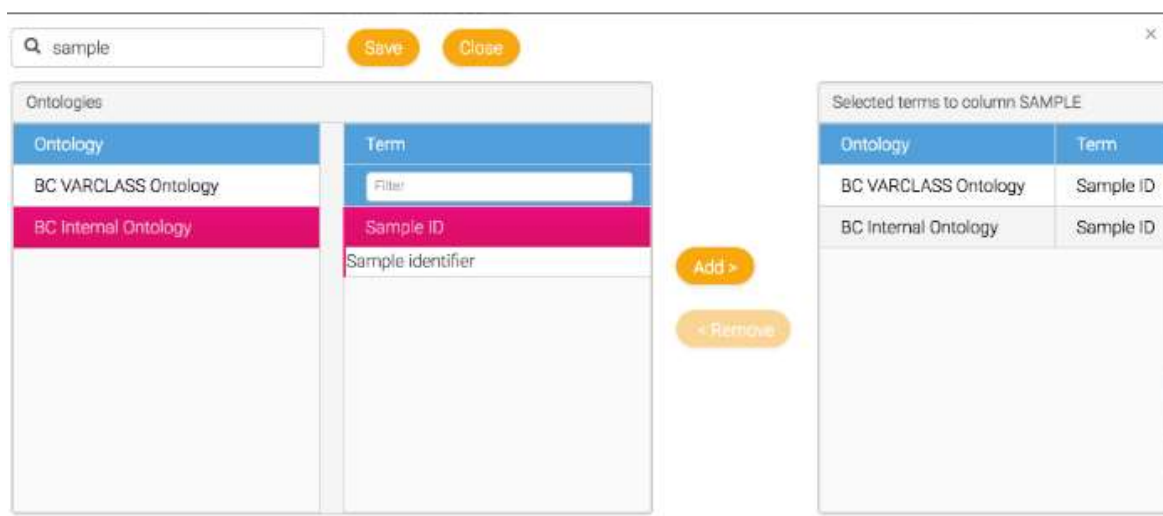 sample
Save
Close
×
Ontologies
Selected terms to column SAMPLE
Ontology
Term
Ontology
Term
BC VARCLASS Ontology
Filter
BC VARCLASS Ontology
Sample ID
BC Internal Ontology
Sample ID
BC Internal Ontology
Sample ID
Sample identifier
Add >
< Remove